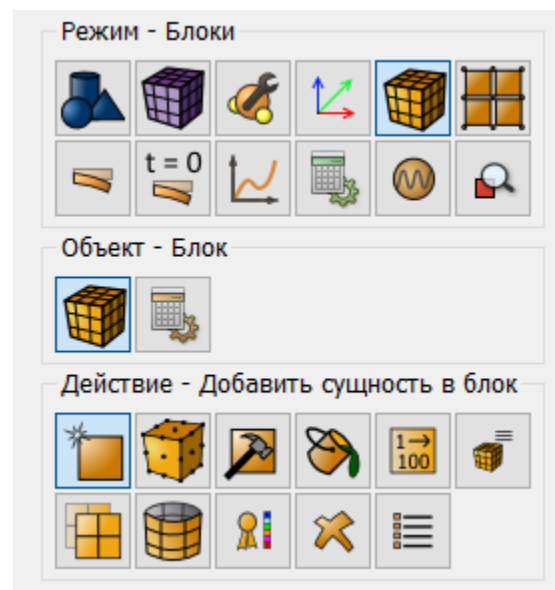 Режим - Блоки
t = 0
Объект - Блок
Действие - Добавить сущность в блок
1→
100